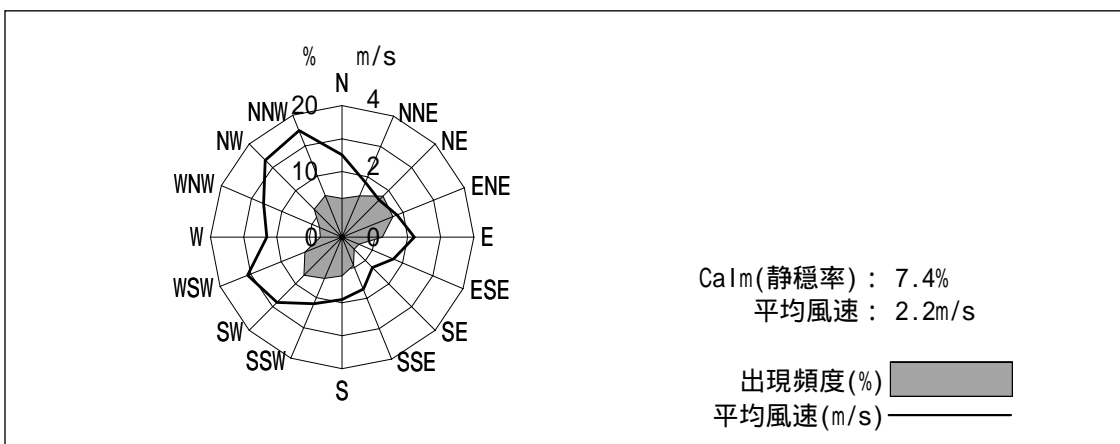 % m/s
N
NNW 20 4 NNE
NW NE
10 2
WNW ENE
W 0 0 E
WSW ESE
SW SE
SSW SSE
S
Calm(静穏率) : 7.4%
平均風速 : 2.2m/s
出現頻度(%)
平均風速(m/s)